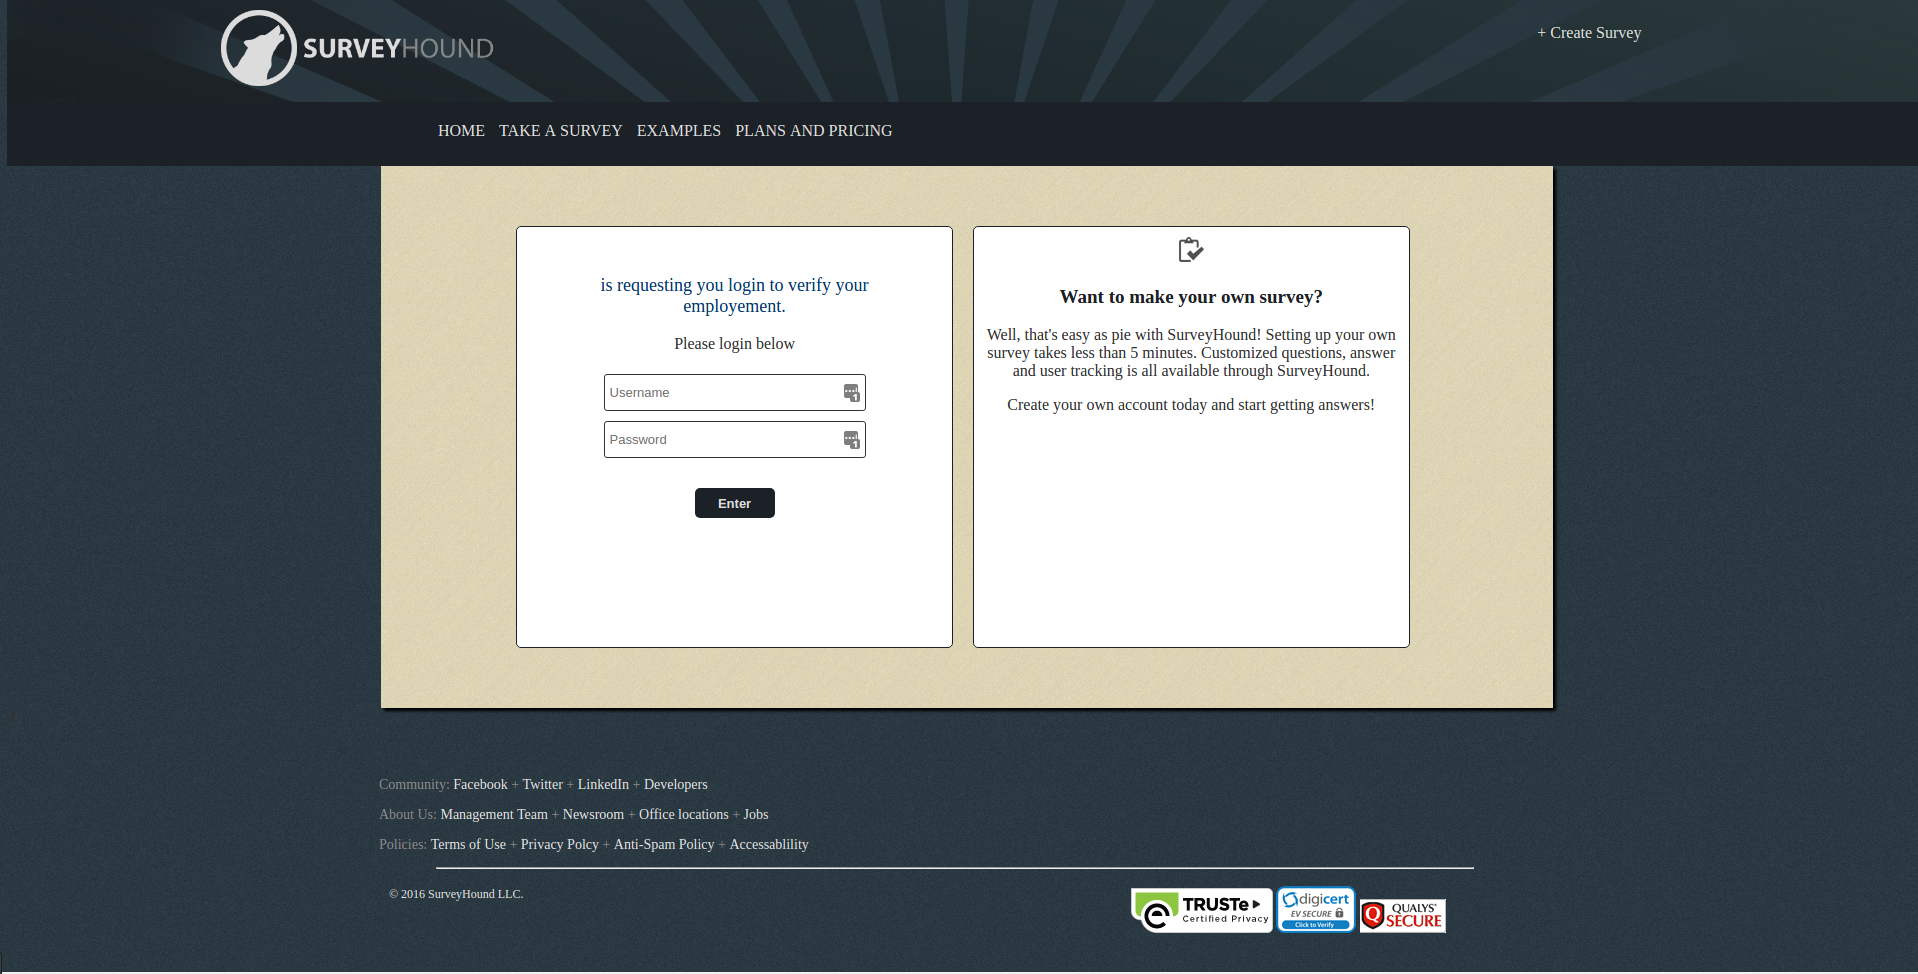 SURVEYHOUND
+ Create Survey
HOME TAKE A SURVEY EXAMPLES PLANS AND PRICING
is requesting you login to verify your
employement.
Please login below
Username
1
Password
1
Enter
Want to make your own survey?
Well, that's easy as pie with SurveyHound! Setting up your own
survey takes less than 5 minutes. Customized questions, answer
and user tracking is all available through SurveyHound.
Create your own account today and start getting answers!
Community: Facebook + Twitter + LinkedIn + Developers
About Us: Management Team + Newsroom + Office locations + Jobs
Policies: Terms of Use + Privacy Polcy + Anti-Spam Policy + Accessablility
© 2016 SurveyHound LLC.
e
TRUSTe
Certified Privacy
digicert
EV SECURE
Click to Verify
Q
QUALYS®
SECURE